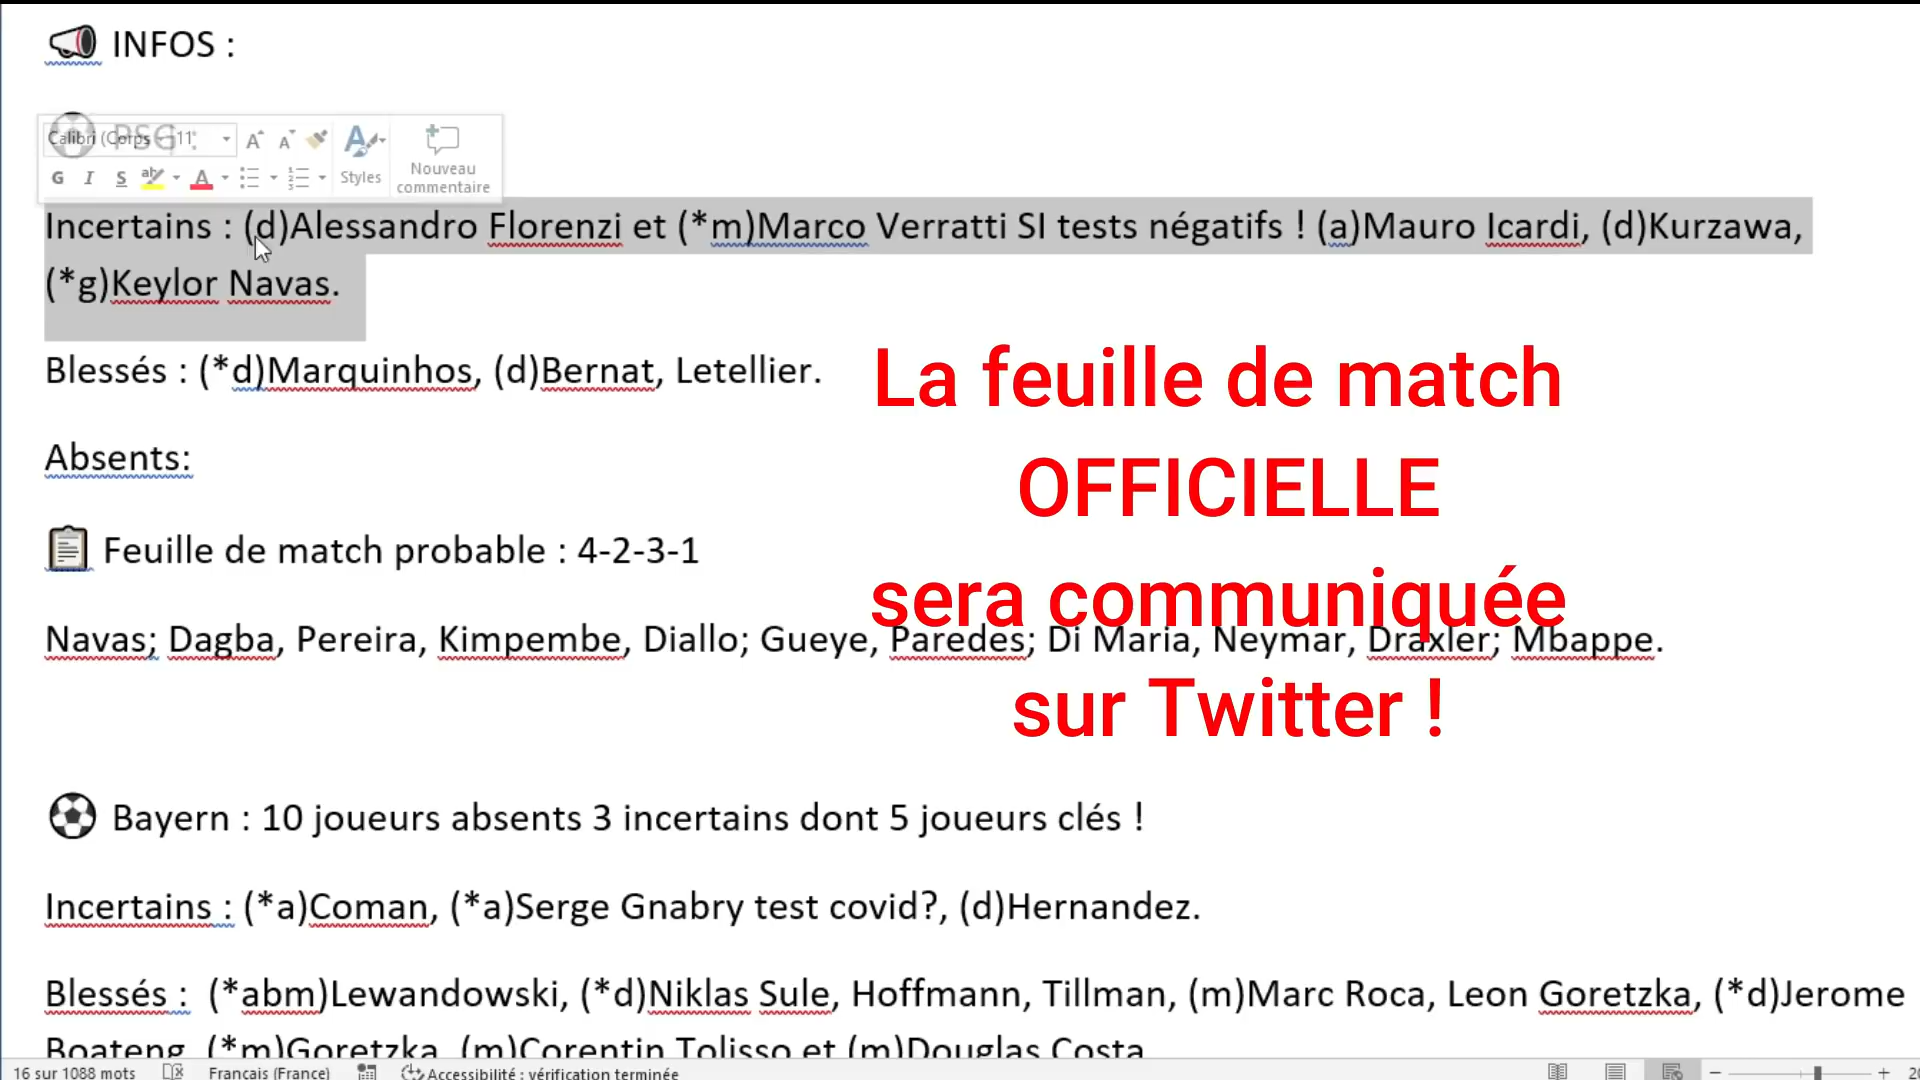 INFOS :
PSG :
Calibri (Corps 11
G I S
Styles
Nouveau
commentaire
Incertains : (d)Alessandro Florenzi et (*m)Marco Verratti SI tests négatifs ! (a)Mauro Icardi, (d)Kurzawa,
(*g)Keylor Navas.
Blessés : (*d)Marquinhos, (d)Bernat, Letellier.
La feuille de match
OFFICIELLE
sera communiquée
sur Twitter !
Absents:
Feuille de match probable : 4-2-3-1
Navas; Dagba, Pereira, Kimpembe, Diallo; Gueye, Paredes; Di Maria, Neymar, Draxler; Mbappe.
Bayern : 10 joueurs absents 3 incertains dont 5 joueurs clés !
Incertains : (*a)Coman, (*a)Serge Gnabry test covid?, (d)Hernandez.
Blessés : (*abm)Lewandowski, (*d)Niklas Sule, Hoffmann, Tillman, (m)Marc Roca, Leon Goretzka, (*d)Jerome
Boateng, (*m)Goretzka, (m)Corentin Tolisso et (m)Douglas Costa
16 sur 1088 mots Français (France) Accessibilité : vérification terminée